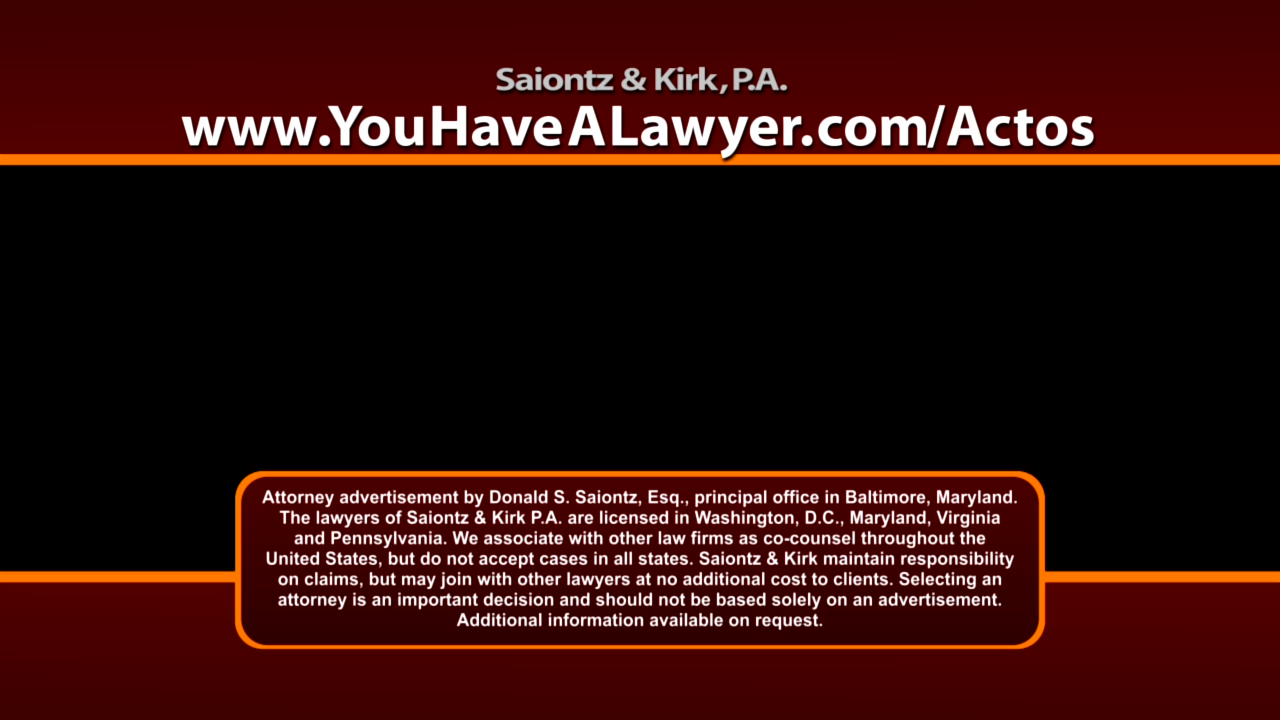 Saiontz & Kirk, P.A.
www.YouHaveALawyer.com/Actos
Attorney advertisement by Donald S. Saiontz, Esq., principal office in Baltimore, Maryland.
The lawyers of Saiontz & Kirk P.A. are licensed in Washington, D.C., Maryland, Virginia
and Pennsylvania. We associate with other law firms as co-counsel throughout the
United States, but do not accept cases in all states. Saiontz & Kirk maintain responsibility
on claims, but may join with other lawyers at no additional cost to clients. Selecting an
attorney is an important decision and should not be based solely on an advertisement.
Additional information available on request.